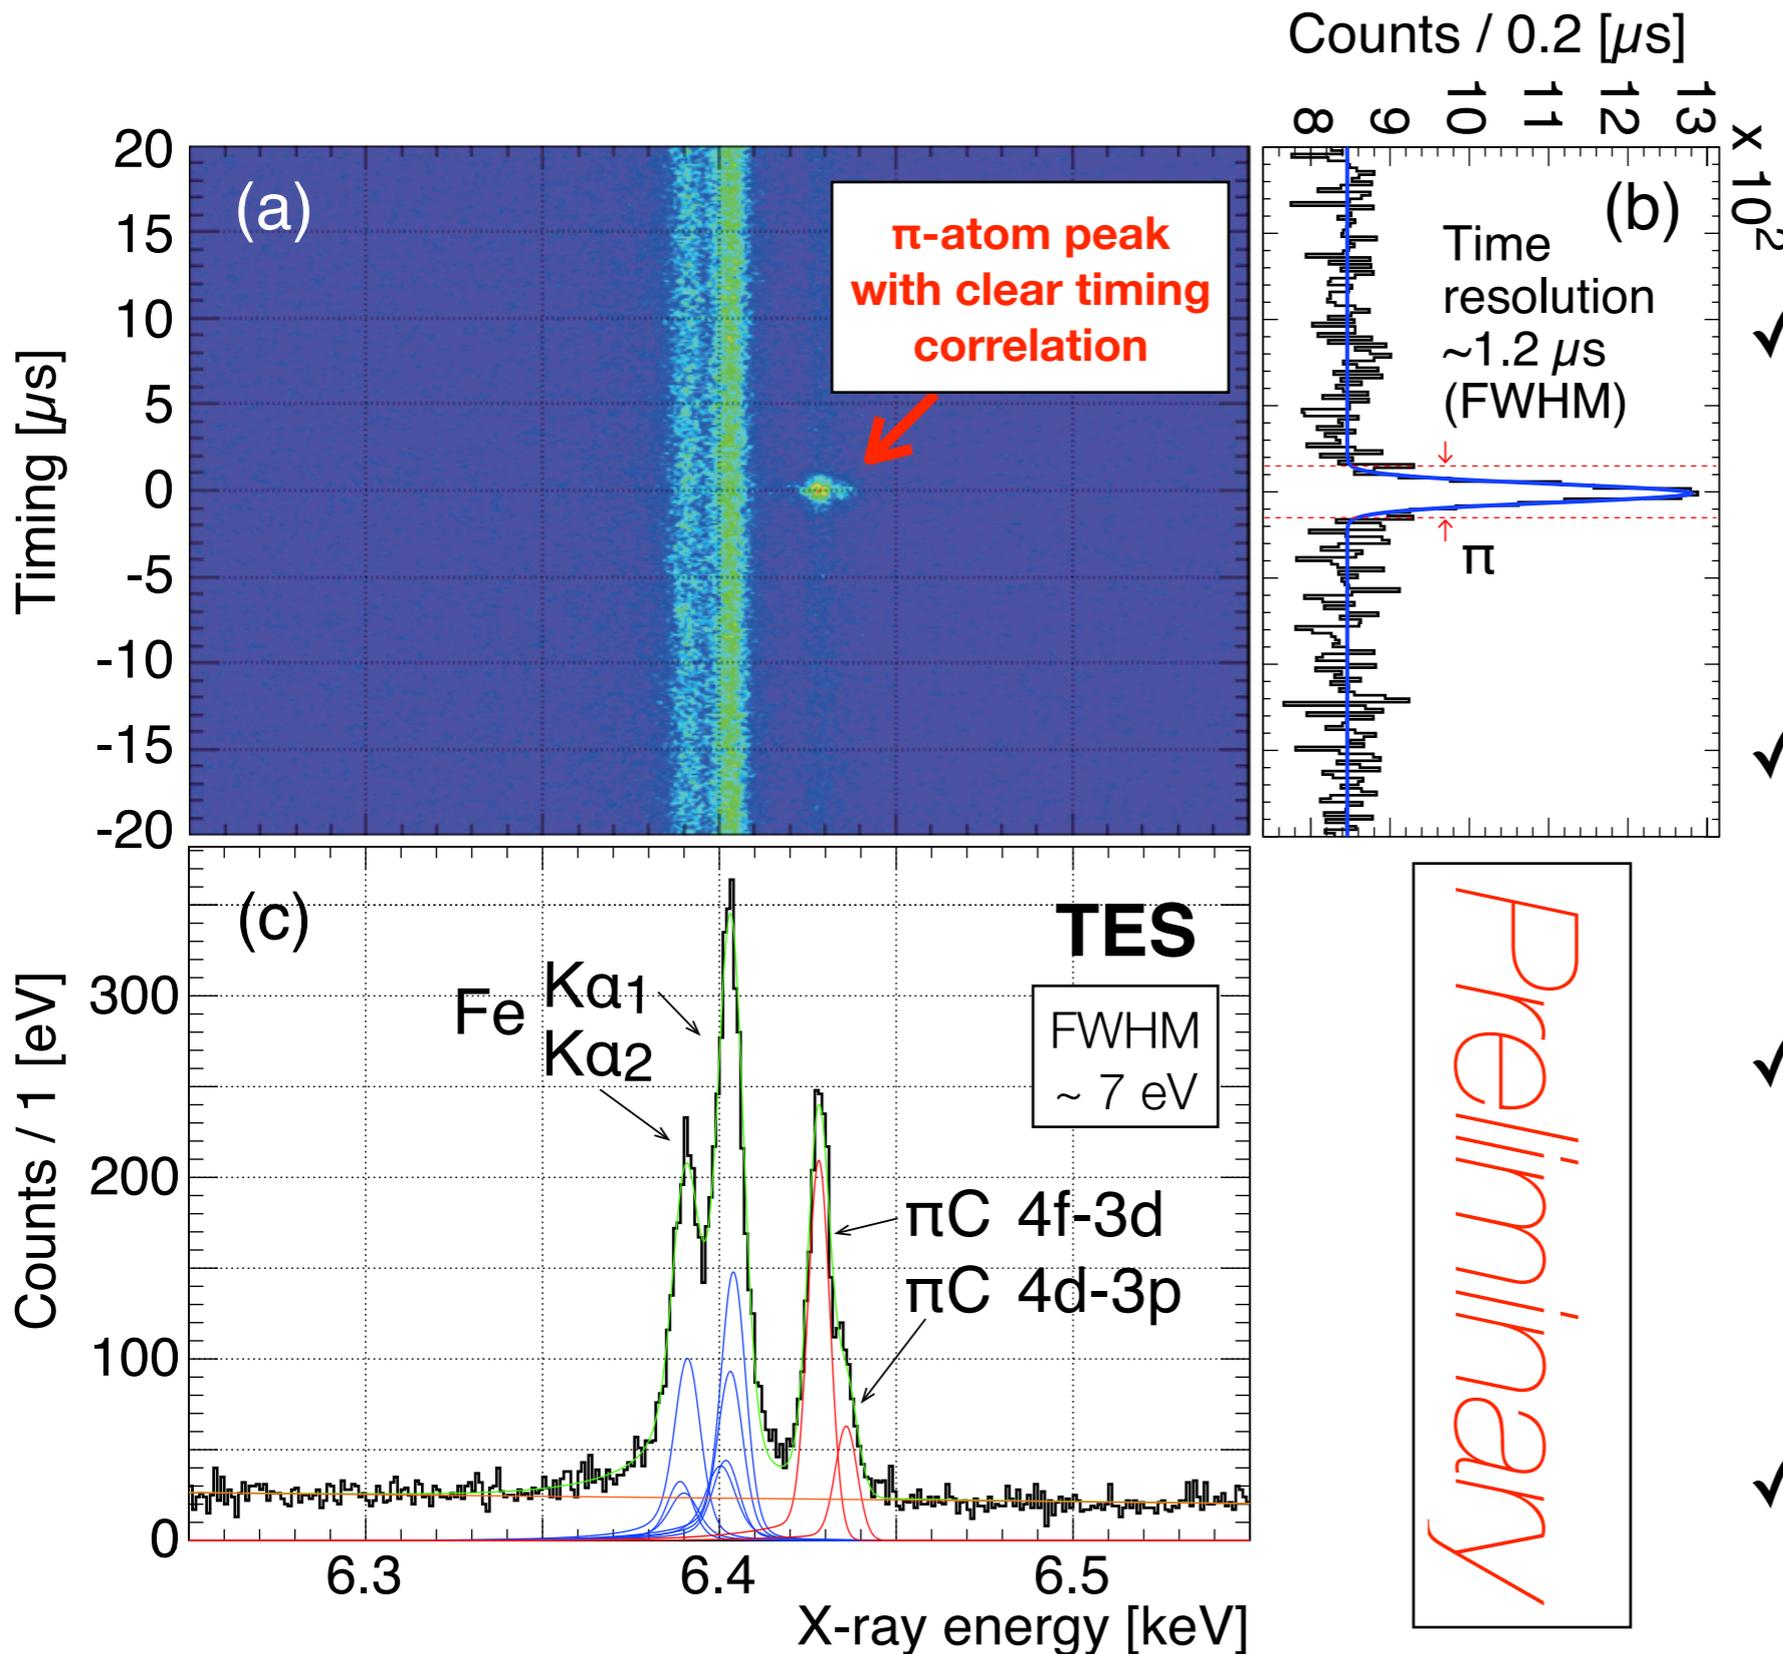 Counts / 0.2 [µs]
8 9 10 11 12 13
x 10²
20
15
10
5
0
-5
-10
-15
-20
Timing [µs]
(a)
π-atom peak
with clear timing
correlation
(b)
Time
resolution
~1.2 µs
(FWHM)
π
(c)
TES
FWHM
~ 7 eV
Fe
Kα1
Kα2
πC 4f-3d
πC 4d-3p
300
200
100
0
Counts / 1 [eV]
6.3 6.4 6.5
X-ray energy [keV]
Preliminary
✓
✓
✓
✓